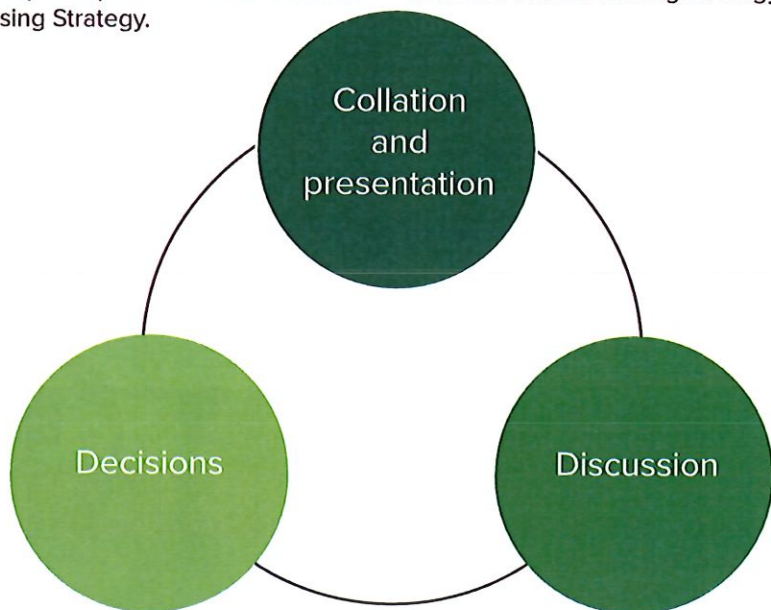 sing Strategy.
Collation
and
presentation
Decisions
Discussion